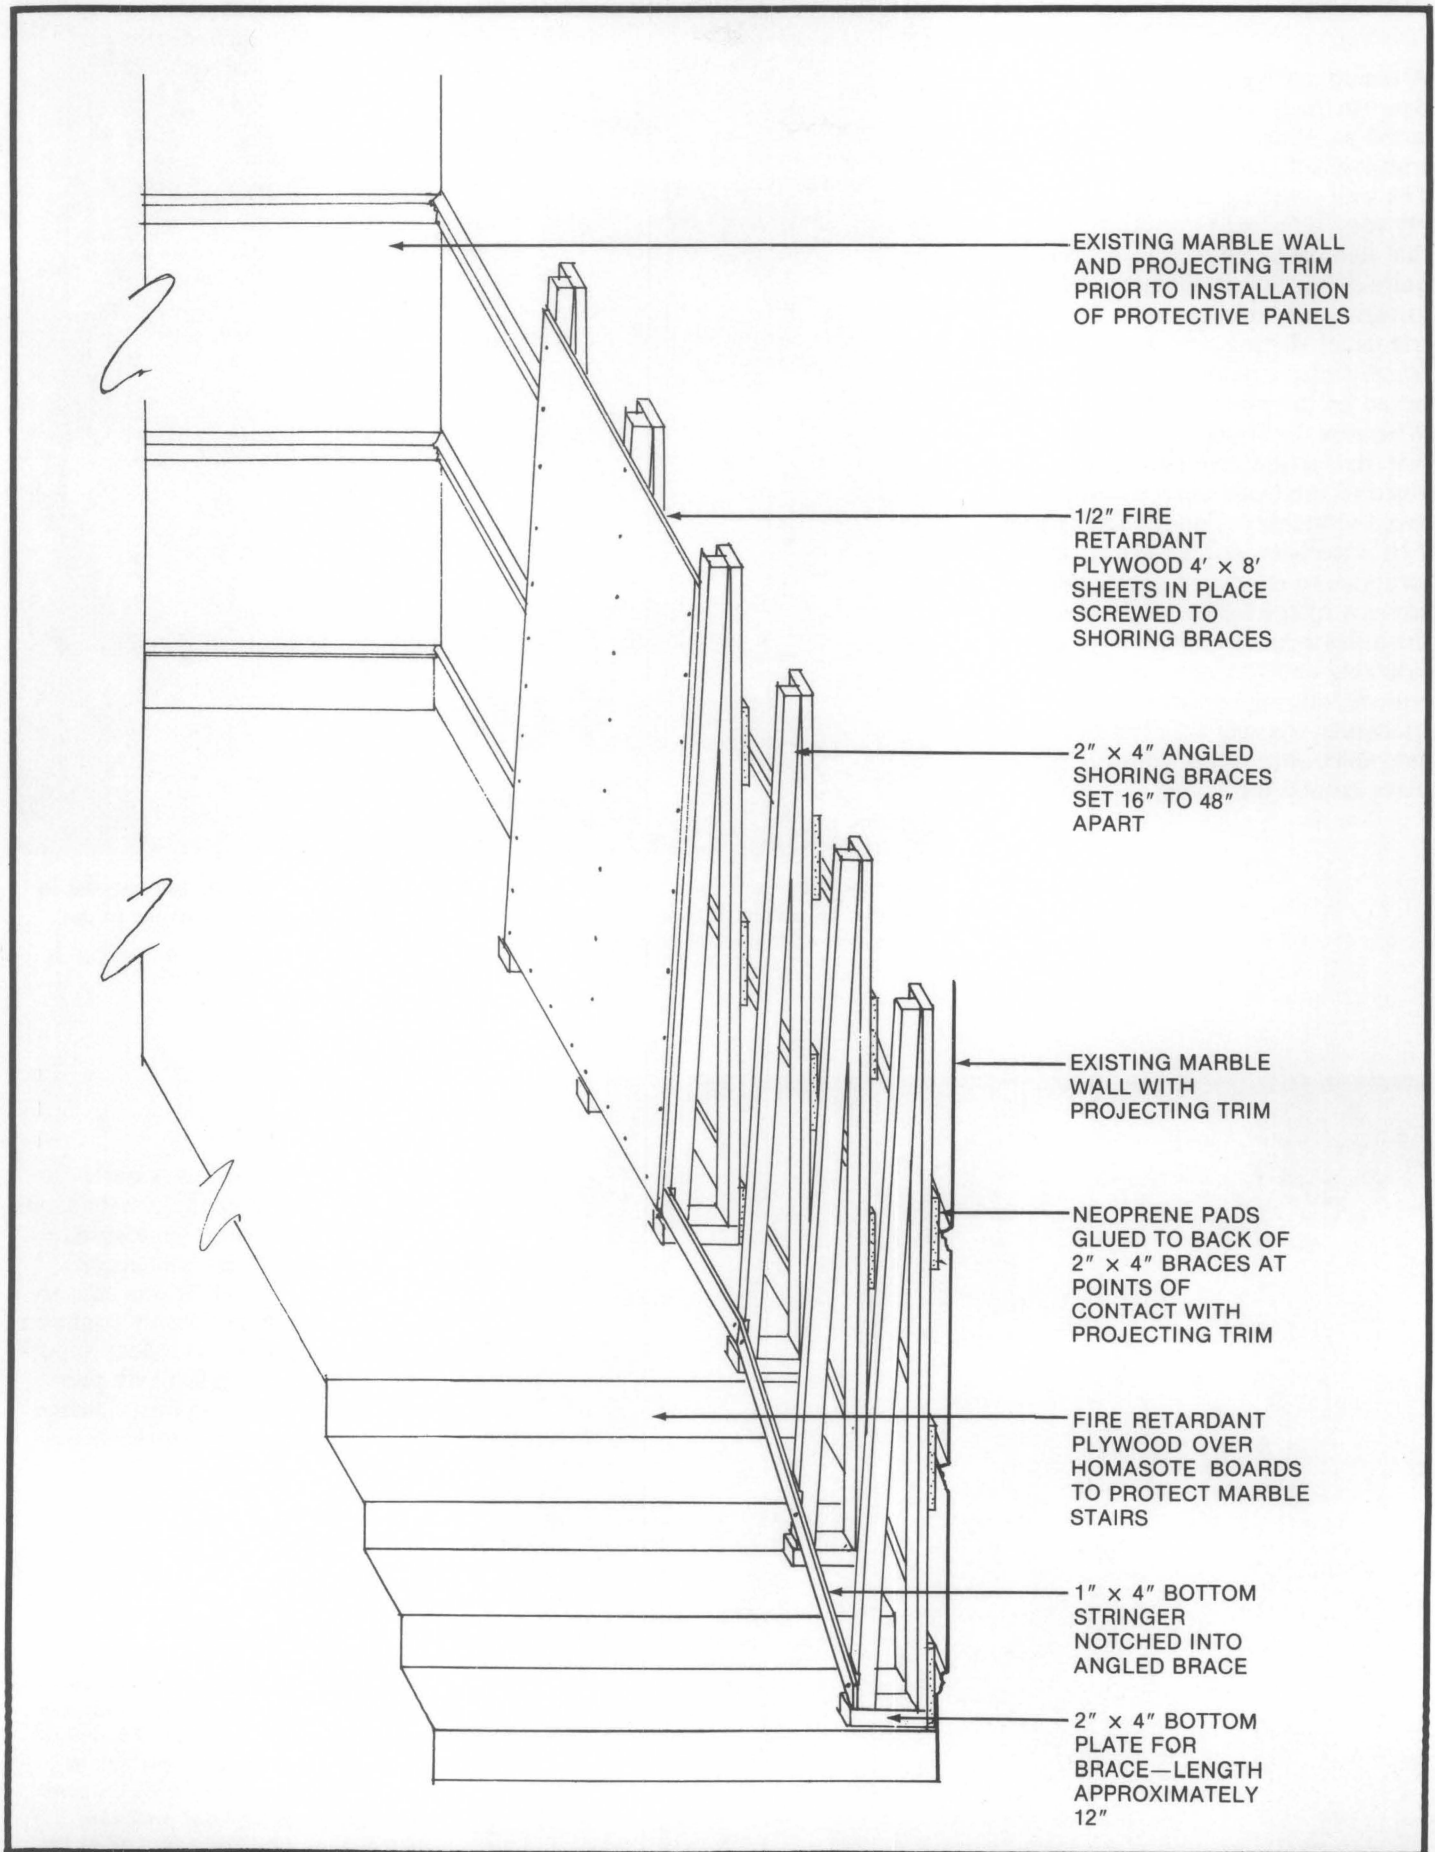 EXISTING MARBLE WALL
AND PROJECTING TRIM
PRIOR TO INSTALLATION
OF PROTECTIVE PANELS
1/2″ FIRE
RETARDANT
PLYWOOD 4′ × 8′
SHEETS IN PLACE
SCREWED TO
SHORING BRACES
2″ × 4″ ANGLED
SHORING BRACES
SET 16″ TO 48″
APART
EXISTING MARBLE
WALL WITH
PROJECTING TRIM
NEOPRENE PADS
GLUED TO BACK OF
2″ × 4″ BRACES AT
POINTS OF
CONTACT WITH
PROJECTING TRIM
FIRE RETARDANT
PLYWOOD OVER
HOMASOTE BOARDS
TO PROTECT MARBLE
STAIRS
1″ × 4″ BOTTOM
STRINGER
NOTCHED INTO
ANGLED BRACE
2″ × 4″ BOTTOM
PLATE FOR
BRACE—LENGTH
APPROXIMATELY
12″